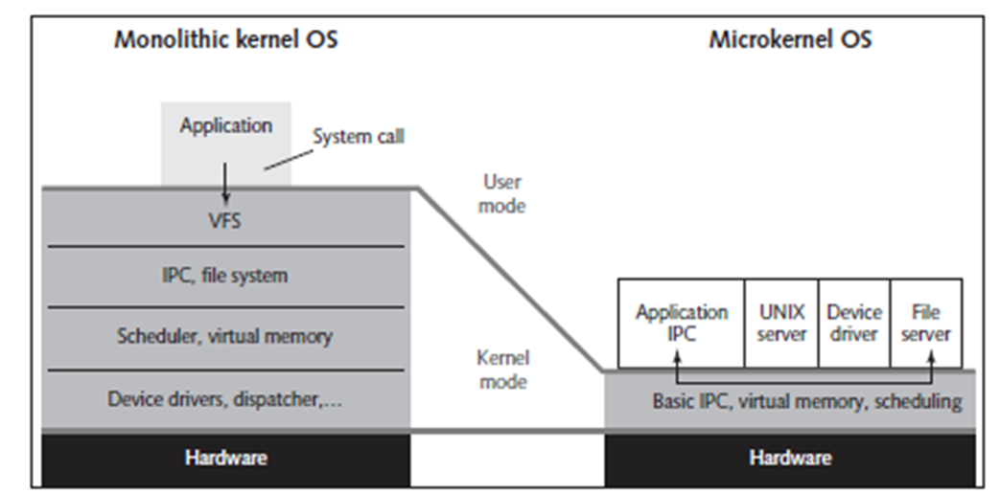 Monolithic kernel OS
Microkernel OS
Application
System call
VFS
IPC, file system
Scheduler, virtual memory
Device drivers, dispatcher,...
Hardware
User
mode
Kernel
mode
Application
IPC
UNIX
server
Device
driver
File
server
Basic IPC, virtual memory, scheduling
Hardware